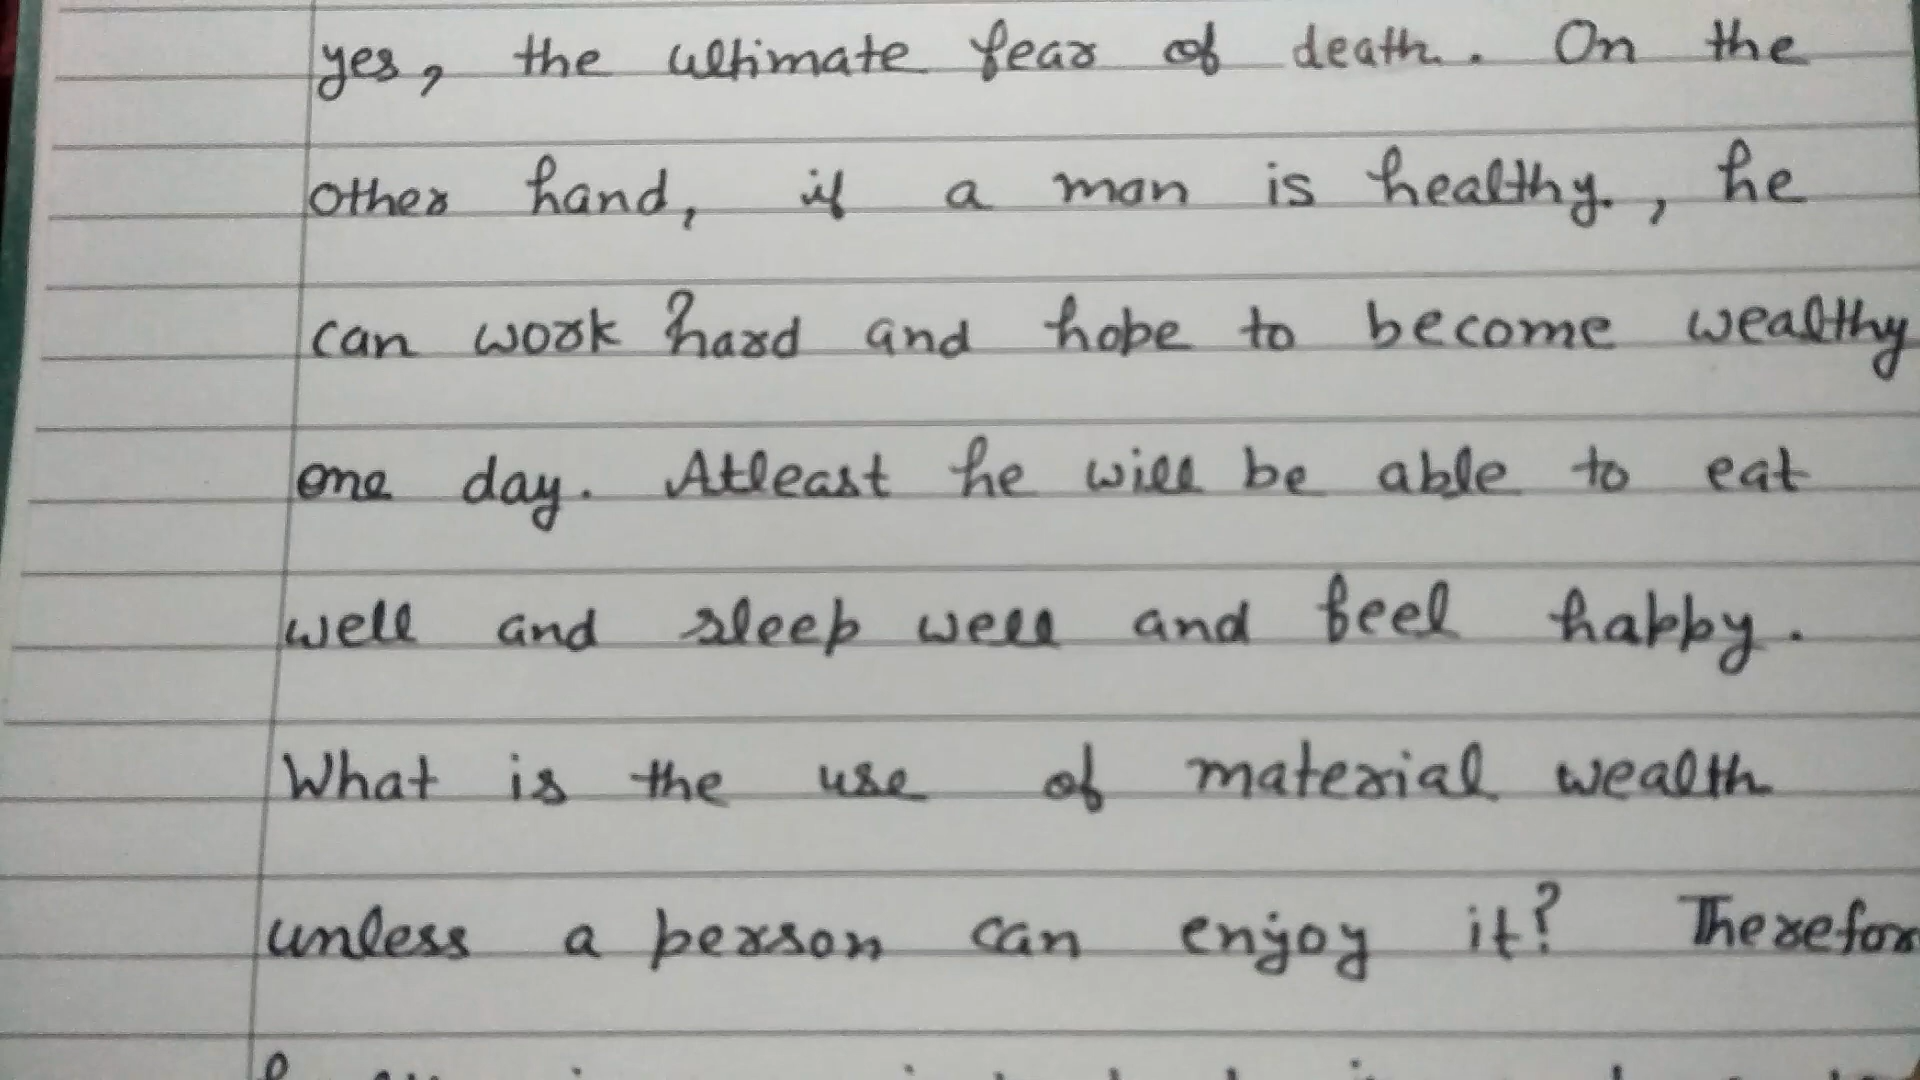 yes, the ultimate fear of death. On the
other hand, if a man is healthy., he
can work hard and hope to become wealthy
one day. Atleast he will be able to eat
well and sleep well and feel happy.
What is the use of material wealth
unless a person can enjoy it? Therefor